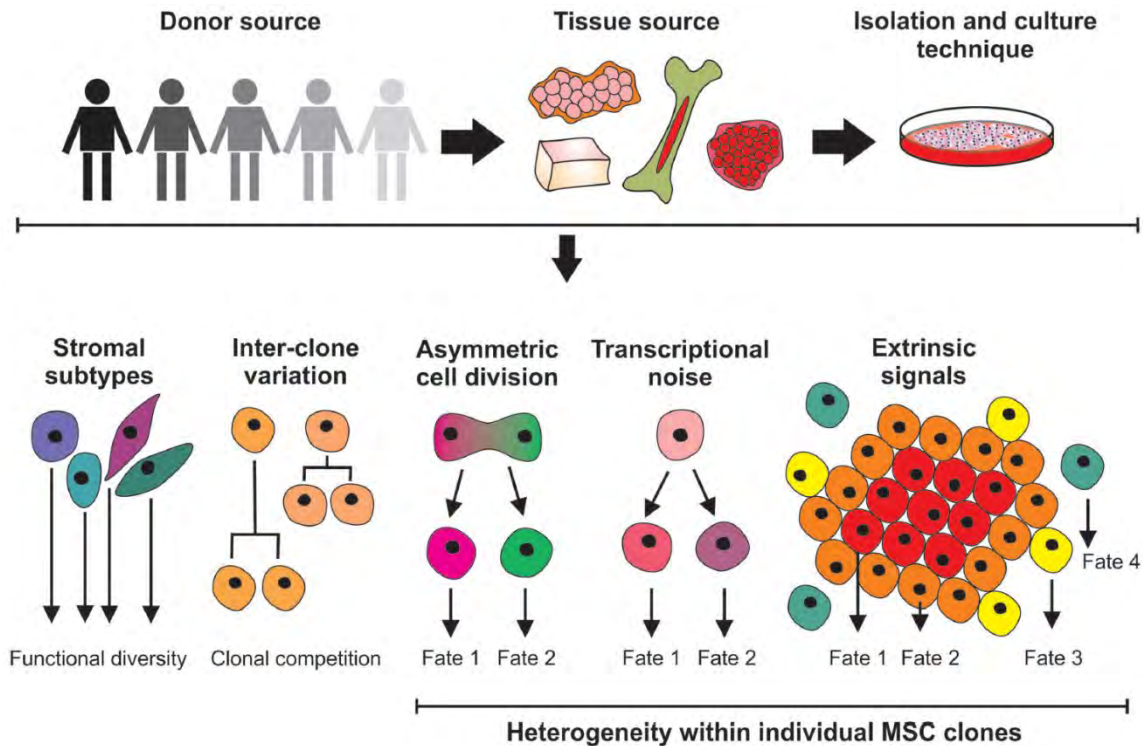 Donor source
Tissue source
Isolation and culture
technique
Stromal
subtypes
Inter-clone
variation
Asymmetric
cell division
Transcriptional
noise
Extrinsic
signals
Functional diversity
Clonal competition
Fate 1
Fate 2
Fate 1
Fate 2
Fate 1
Fate 2
Fate 3
Fate 4
Heterogeneity within individual MSC clones